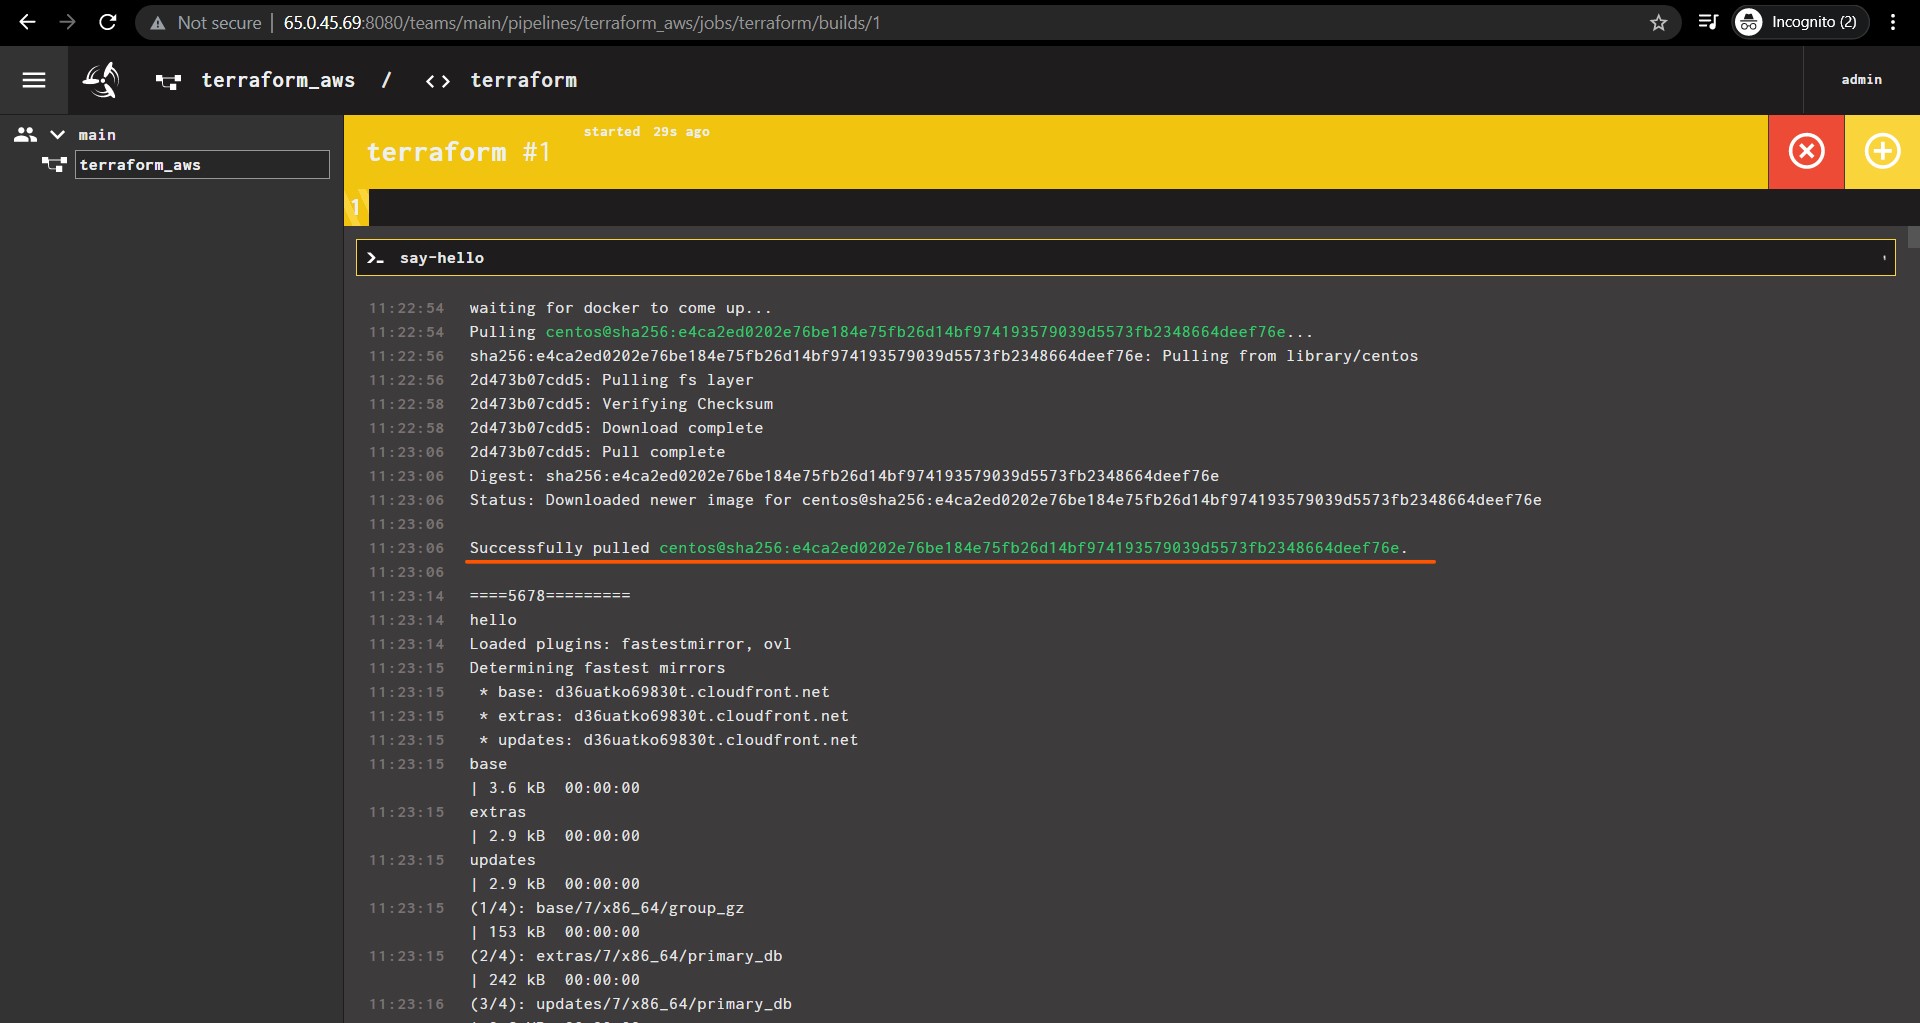 Not secure | 65.0.45.69:8080/teams/main/pipelines/terraform_aws/jobs/terraform/builds/1
Incognito (2)
terraform_aws / terraform
admin
main
terraform_aws
started 29s ago
terraform #1
1
say-hello
11:22:54 waiting for docker to come up...
11:22:54 Pulling centos@sha256:e4ca2ed0202e76be184e75fb26d14bf974193579039d5573fb2348664deef76e...
11:22:56 sha256:e4ca2ed0202e76be184e75fb26d14bf974193579039d5573fb2348664deef76e: Pulling from library/centos
11:22:56 2d473b07cdd5: Pulling fs layer
11:22:58 2d473b07cdd5: Verifying Checksum
11:22:58 2d473b07cdd5: Download complete
11:23:06 2d473b07cdd5: Pull complete
11:23:06 Digest: sha256:e4ca2ed0202e76be184e75fb26d14bf974193579039d5573fb2348664deef76e
11:23:06 Status: Downloaded newer image for centos@sha256:e4ca2ed0202e76be184e75fb26d14bf974193579039d5573fb2348664deef76e
11:23:06
11:23:06 Successfully pulled centos@sha256:e4ca2ed0202e76be184e75fb26d14bf974193579039d5573fb2348664deef76e.
11:23:06
11:23:14 ====5678=========
11:23:14 hello
11:23:14 Loaded plugins: fastestmirror, ovl
11:23:15 Determining fastest mirrors
11:23:15 * base: d36uatko69830t.cloudfront.net
11:23:15 * extras: d36uatko69830t.cloudfront.net
11:23:15 * updates: d36uatko69830t.cloudfront.net
11:23:15 base
| 3.6 kB 00:00:00
11:23:15 extras
| 2.9 kB 00:00:00
11:23:15 updates
| 2.9 kB 00:00:00
11:23:15 (1/4): base/7/x86_64/group_gz
| 153 kB 00:00:00
11:23:15 (2/4): extras/7/x86_64/primary_db
| 242 kB 00:00:00
11:23:16 (3/4): updates/7/x86_64/primary_db